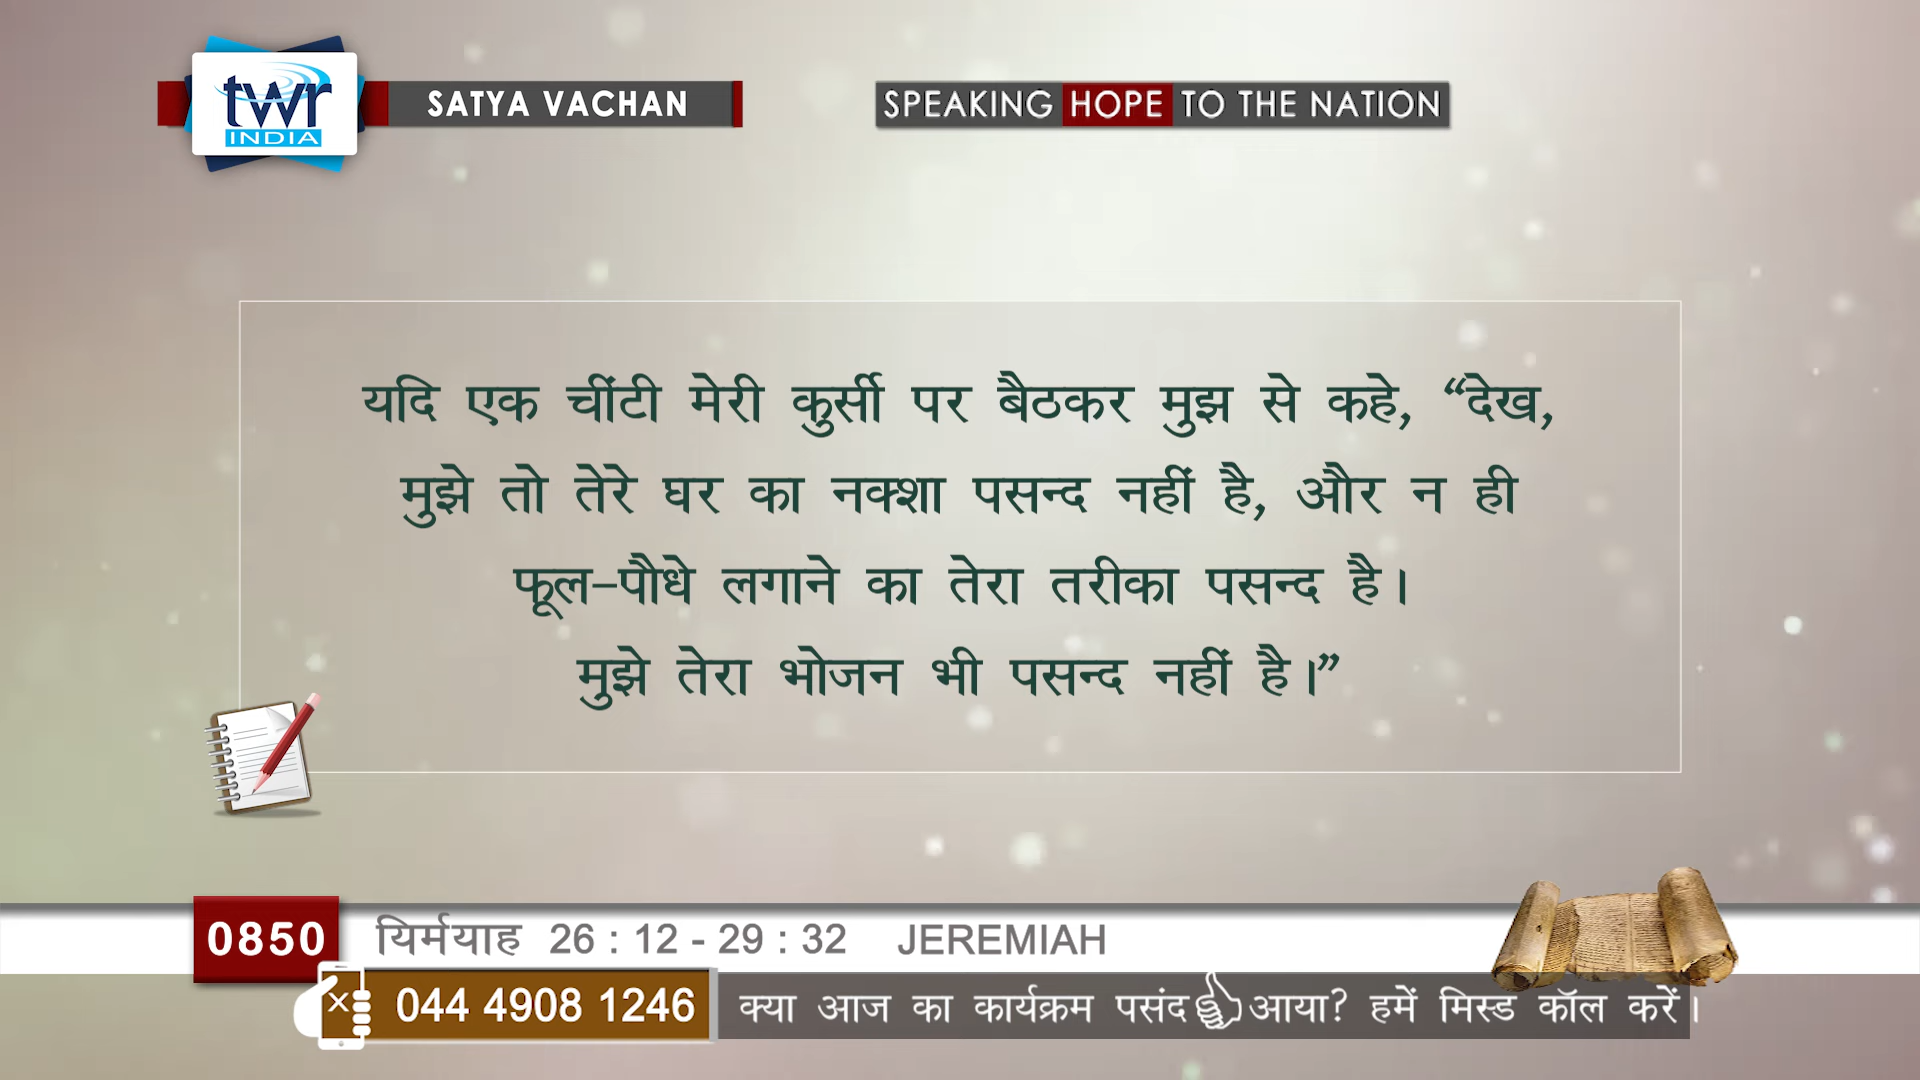 twr
INDIA
SATYA VACHAN
SPEAKING HOPE TO THE NATION
यदि एक चींटी मेरी कुर्सी पर बैठकर मुझ से कहे, “देख,
मुझे तो तेरे घर का नक्शा पसन्द नहीं है, और न ही
फूल-पौधे लगाने का तेरा तरीका पसन्द है।
मुझे तेरा भोजन भी पसन्द नहीं है।”
0850 यिर्मयाह 26 : 12 - 29 : 32 JEREMIAH
044 4908 1246 क्या आज का कार्यक्रम पसंद आया? हमें मिस्ड कॉल करें।